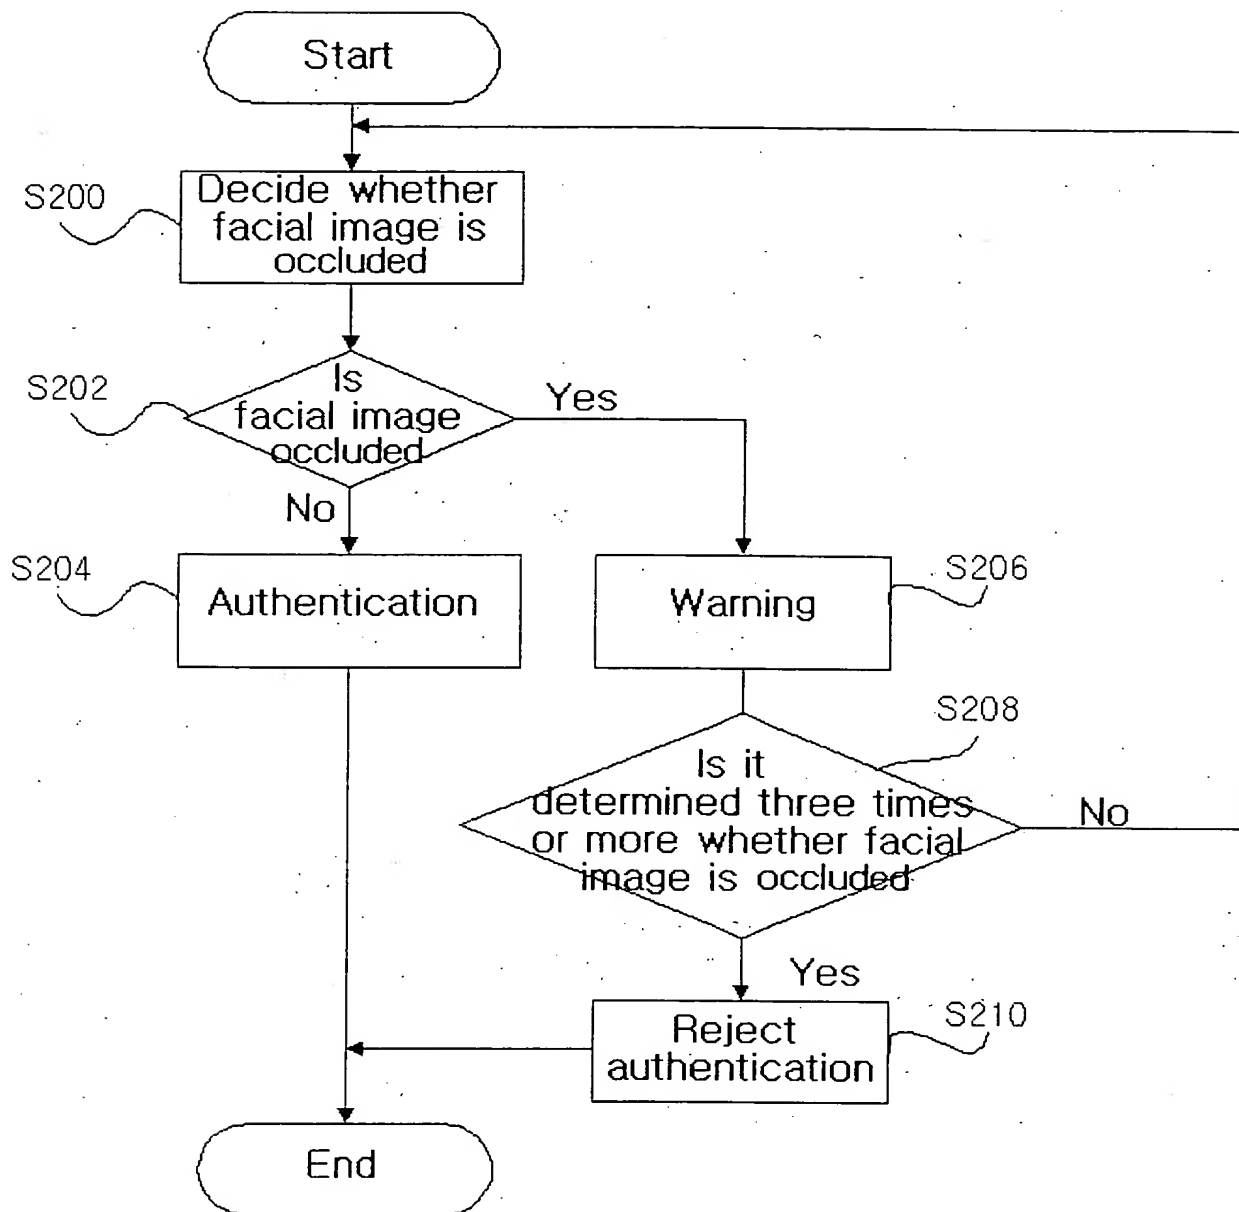 Start
S200
Decide whether
facial image is
occluded
S202
Is
facial image
occluded
Yes
No
S204
Authentication
S206
Warning
S208
Is it
determined three times
or more whether facial
image is occluded
No
Yes
S210
Reject
authentication
End